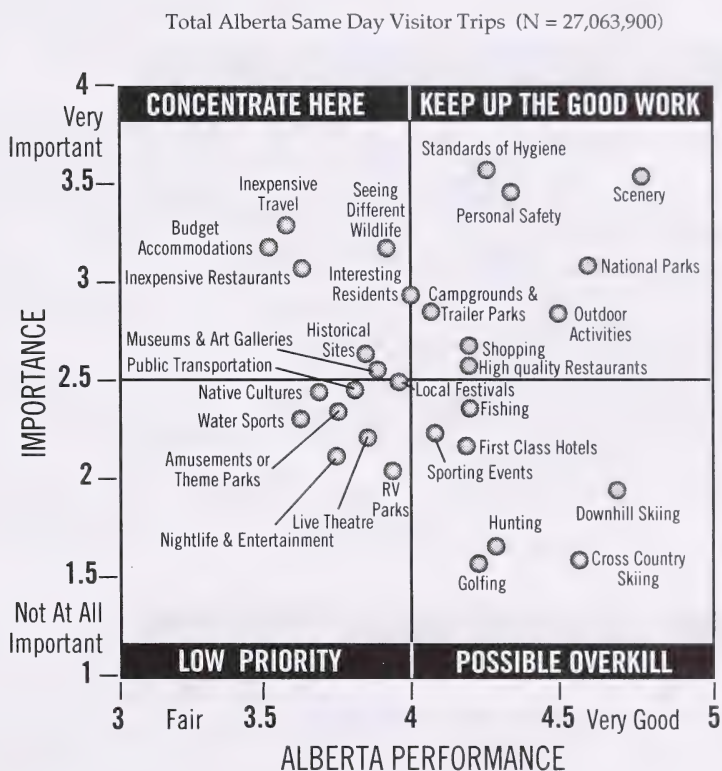 Total Alberta Same Day Visitor Trips (N = 27,063,900)
4
Very
Important
CONCENTRATE HERE
KEEP UP THE GOOD WORK
Standards of Hygiene
3.5
Inexpensive
Travel
Seeing
Different
Wildlife
Scenery
Personal Safety
Budget
Accommodations
Inexpensive Restaurants
Interesting
Residents
National Parks
3
Campgrounds &
Trailer Parks
Outdoor
Activities
IMPORTANCE
Museums & Art Galleries
Historical
Sites
Shopping
Public Transportation
High quality Restaurants
2.5
Native Cultures
Local Festivals
Water Sports
Fishing
Amusements or
Theme Parks
First Class Hotels
Sporting Events
2
RV
Parks
Live Theatre
Nightlife & Entertainment
Downhill Skiing
Hunting
Cross Country
Skiing
1.5
Golfing
Not At All
Important
1
LOW PRIORITY
POSSIBLE OVERKILL
3
Fair
3.5
4
4.5
Very Good
5
ALBERTA PERFORMANCE